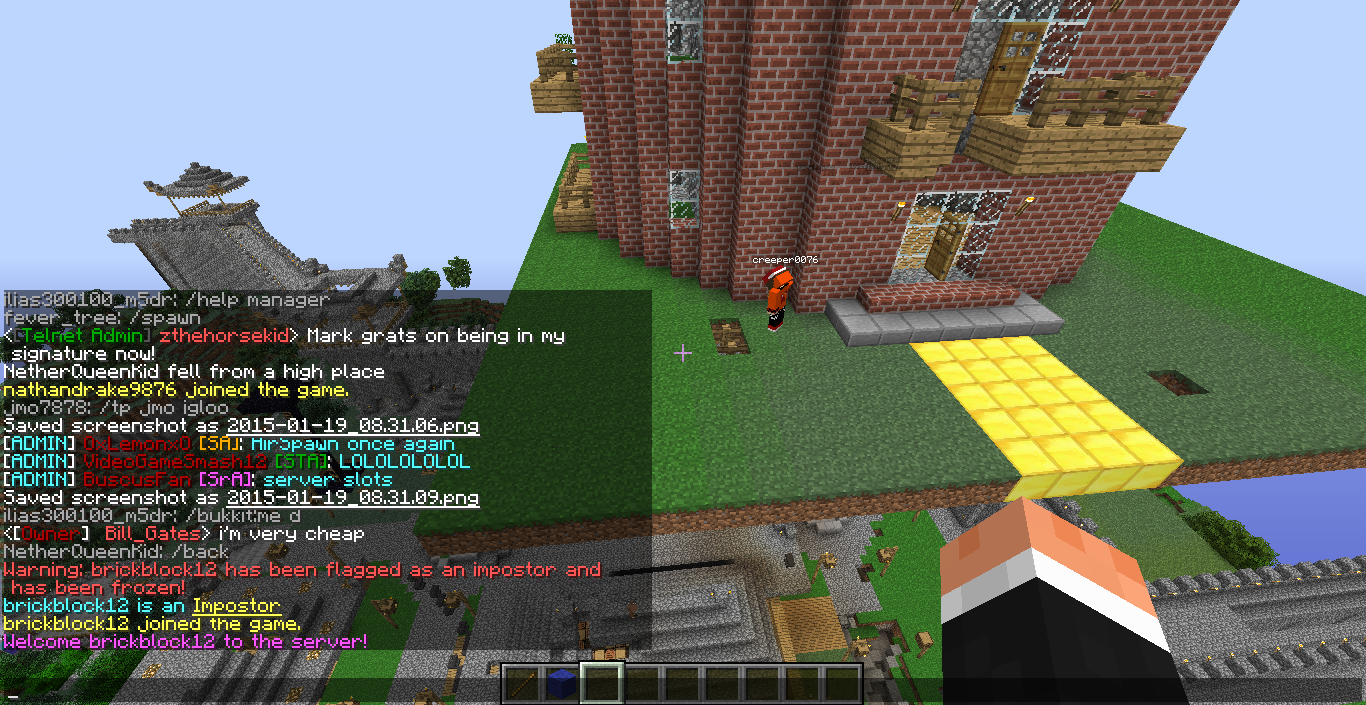 creeper0076
ilias300100_m5dr: /help manager
fever_tree: /spawn
<[Telnet Admin] zthehorsekid> Mark grats on being in my
signature now!
NetherQueenKid fell from a high place
nathandrake9876 joined the game.
jmo7878: /tp jmo igloo
Saved screenshot as 2015-01-19_08.31.06.png
[ADMIN] OxLemonxO [SA]: AirSpawn once again
[ADMIN] VideoGameSmash12 [STA]: LOLOLOLOLOL
[ADMIN] BuscusFan [SrA]: server slots
Saved screenshot as 2015-01-19_08.31.09.png
ilias300100_m5dr: /bukkit:me d
<[Owner] Bill_Gates> i'm very cheap
NetherQueenKid: /back
Warning: brickblock12 has been flagged as an impostor and
has been frozen!
brickblock12 is an Impostor
brickblock12 joined the game.
Welcome brickblock12 to the server!
_